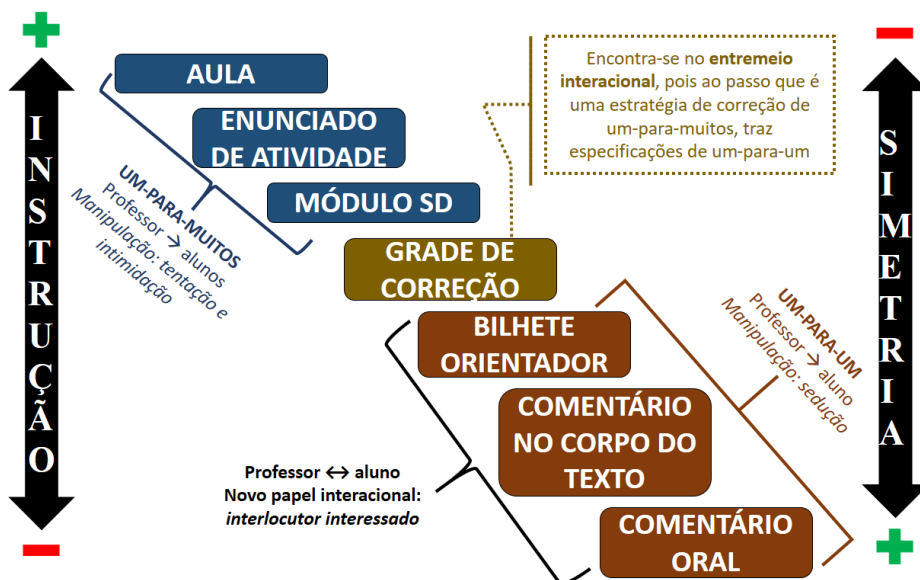 INSTRUÇÃO
AULA
ENUNCIADO
DE ATIVIDADE
MÓDULO SD
UM-PARA-MUITOS
Professor → alunos
Manipulação: tentação e
intimidação
Encontra-se no entremeio
interacional, pois ao passo que é
uma estratégia de correção de
um-para-muitos, traz
especificações de um-para-um
GRADE DE
CORREÇÃO
BILHETE
ORIENTADOR
COMENTÁRIO
NO CORPO DO
TEXTO
COMENTÁRIO
ORAL
UM-PARA-UM
Professor → aluno
Manipulação: sedução
Professor ↔ aluno
Novo papel interacional:
interlocutor interessado
SIMETRIA